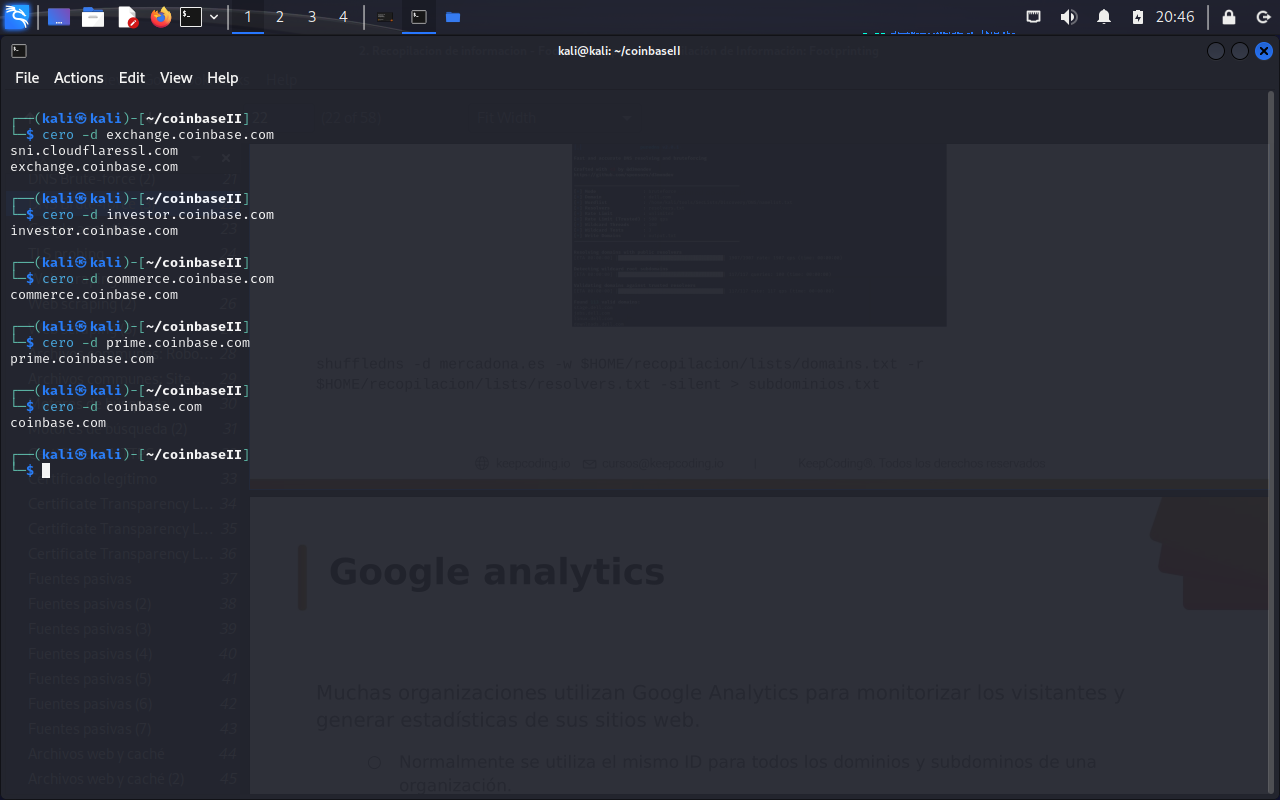 1 2 3 4 20:46
kali@kali: ~/coinbaseII
File Actions Edit View Help
┌──(kali㉿kali)-[~/coinbaseII]
└─$ cero -d exchange.coinbase.com
sni.cloudflaressl.com
exchange.coinbase.com
┌──(kali㉿kali)-[~/coinbaseII]
└─$ cero -d investor.coinbase.com
investor.coinbase.com
┌──(kali㉿kali)-[~/coinbaseII]
└─$ cero -d commerce.coinbase.com
commerce.coinbase.com
┌──(kali㉿kali)-[~/coinbaseII]
└─$ cero -d prime.coinbase.com
prime.coinbase.com
┌──(kali㉿kali)-[~/coinbaseII]
└─$ cero -d coinbase.com
coinbase.com
┌──(kali㉿kali)-[~/coinbaseII]
└─$
Fit Width
31
Certificado legítimo 33
Certificate Transparency L... 34
Certificate Transparency L... 35
Certificate Transparency L... 36
Fuentes pasivas 37
Fuentes pasivas (2) 38
Fuentes pasivas (3) 39
Fuentes pasivas (4) 40
Fuentes pasivas (5) 41
Fuentes pasivas (6) 42
Fuentes pasivas (7) 43
Archivos web y caché 44
Archivos web y caché (2) 45
shuffledns -d mercadona.es -w $HOME/recopilacion/lists/domains.txt -r
$HOME/recopilacion/lists/resolvers.txt -silent > subdominios.txt
Google analytics
Muchas organizaciones utilizan Google Analytics para monitorizar los visitantes y
generar estadísticas de sus sitios web.
Normalmente se utiliza el mismo ID para todos los dominios y subdominos de una
organización.